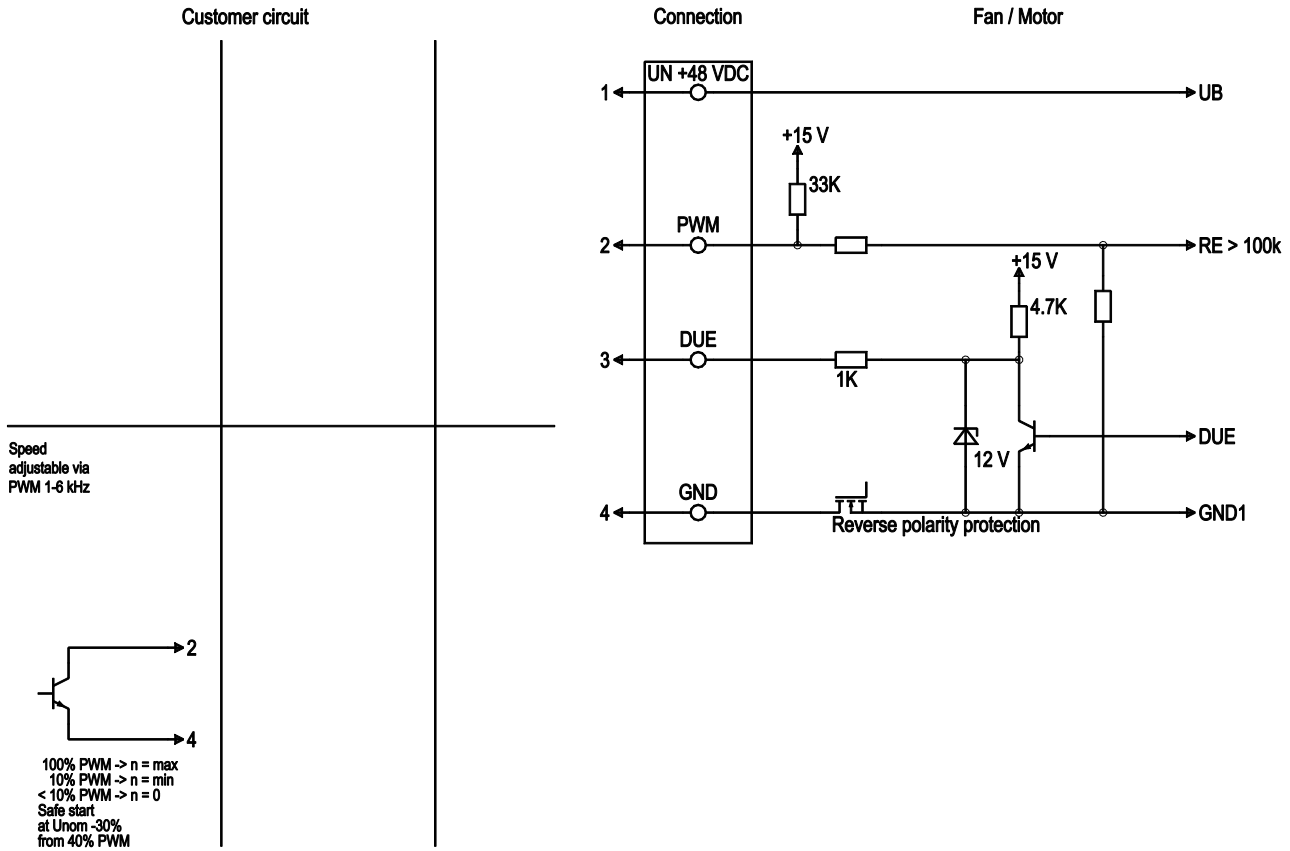 Customer circuit
Connection
Fan / Motor
UN +48 VDC
1
UB
+15 V
33K
PWM
2
RE > 100k
+15 V
4.7K
DUE
3
1K
DUE
12 V
GND
4
GND1
Reverse polarity protection
Speed
adjustable via
PWM 1-6 kHz
2
4
100% PWM -> n = max
10% PWM -> n = min
< 10% PWM -> n = 0
Safe start
at Unom -30%
from 40% PWM